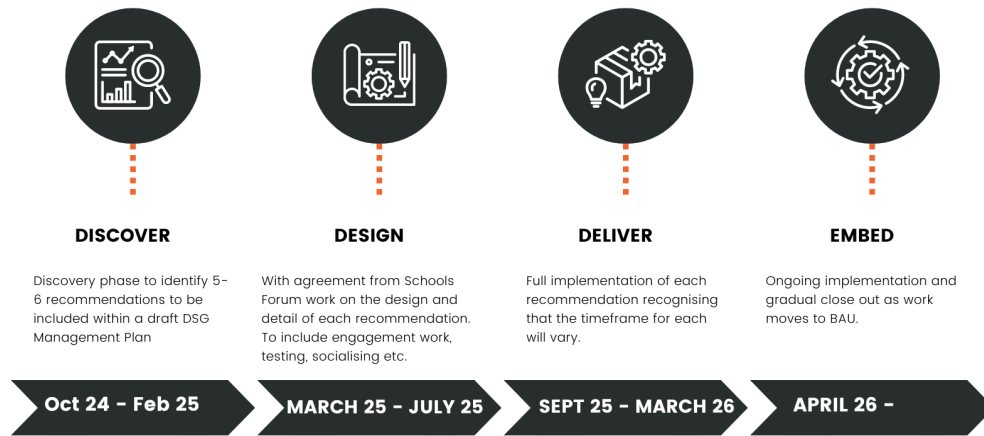 DISCOVER
Discovery phase to identify 5-
6 recommendations to be
included within a draft DSG
Management Plan
Oct 24 - Feb 25
DESIGN
With agreement from Schools
Forum work on the design and
detail of each recommendation.
To include engagement work,
testing, socialising etc.
MARCH 25 - JULY 25
DELIVER
Full implementation of each
recommendation recognising
that the timeframe for each
will vary.
SEPT 25 - MARCH 26
EMBED
Ongoing implementation and
gradual close out as work
moves to BAU.
APRIL 26 -